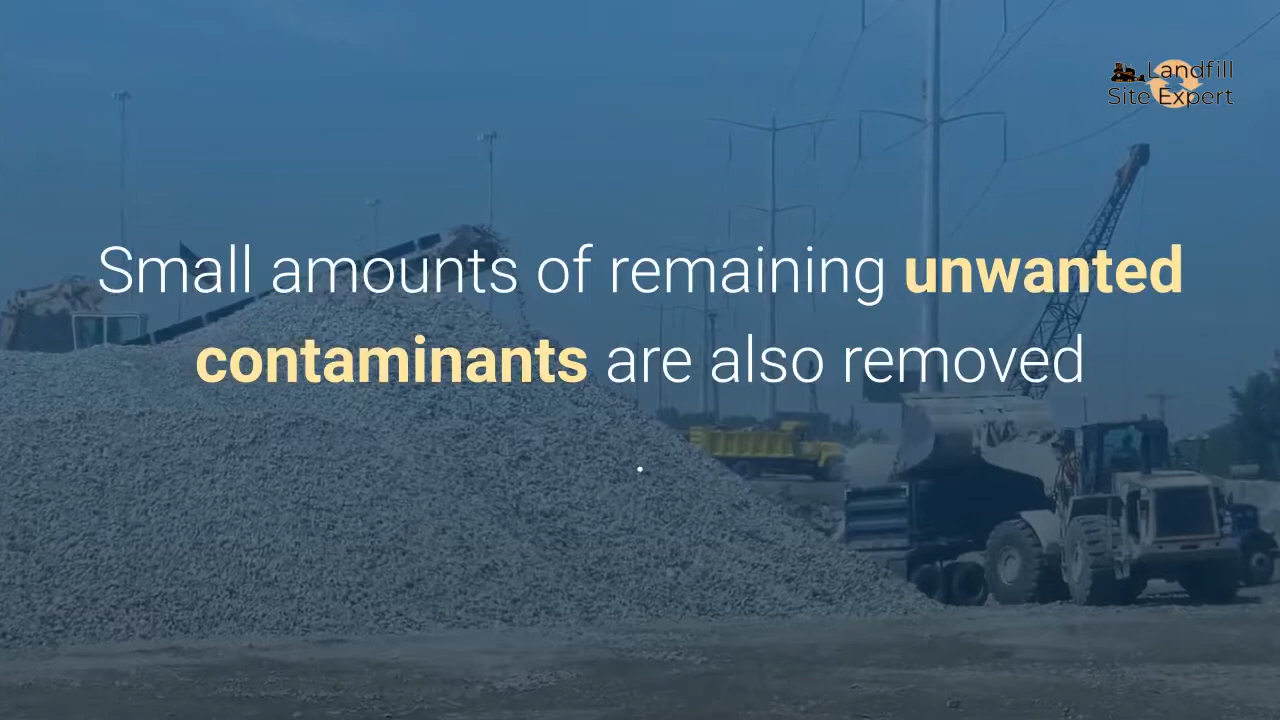 Landfill
Site Expert
Small amounts of remaining unwanted
contaminants are also removed
.